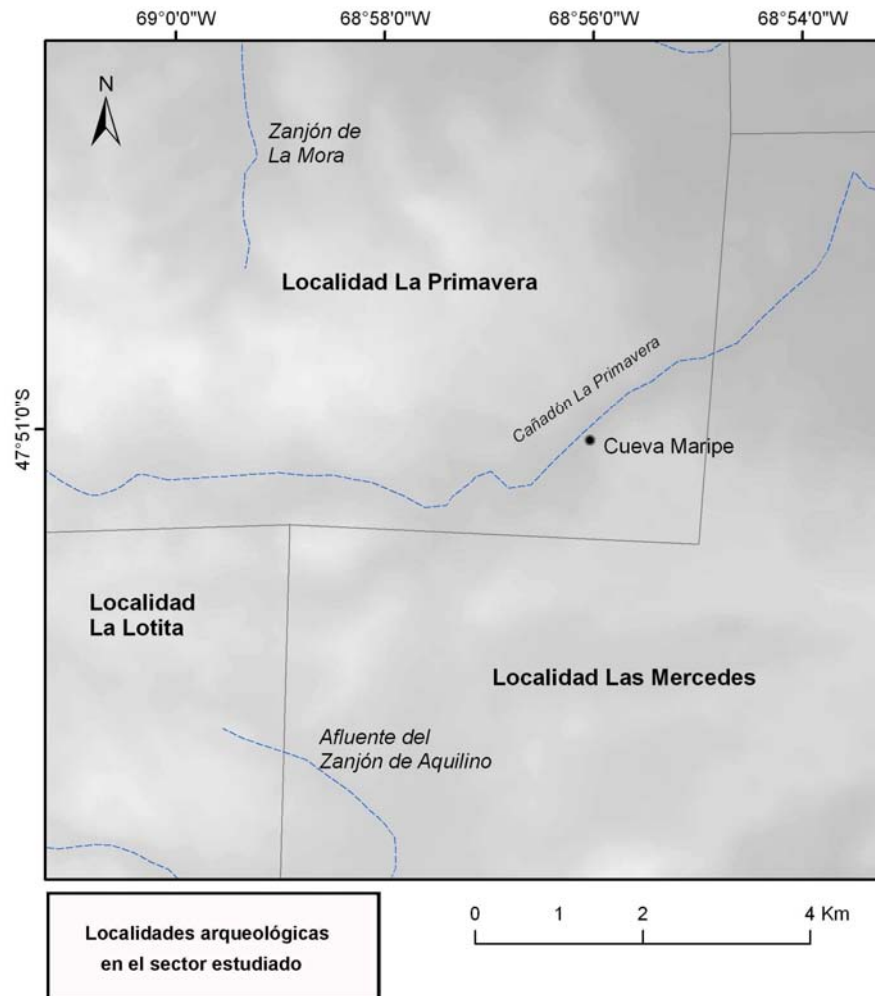 69°0'0"W 68°58'0"W 68°56'0"W 68°54'0"W
N
Zanjón de
La Mora
Localidad La Primavera
Cañadón La Primavera
47°51'0"S
Cueva Maripe
Localidad
La Lotita
Localidad Las Mercedes
Afluente del
Zanjón de Aquilino
Localidades arqueológicas
en el sector estudiado
0 1 2 4 Km